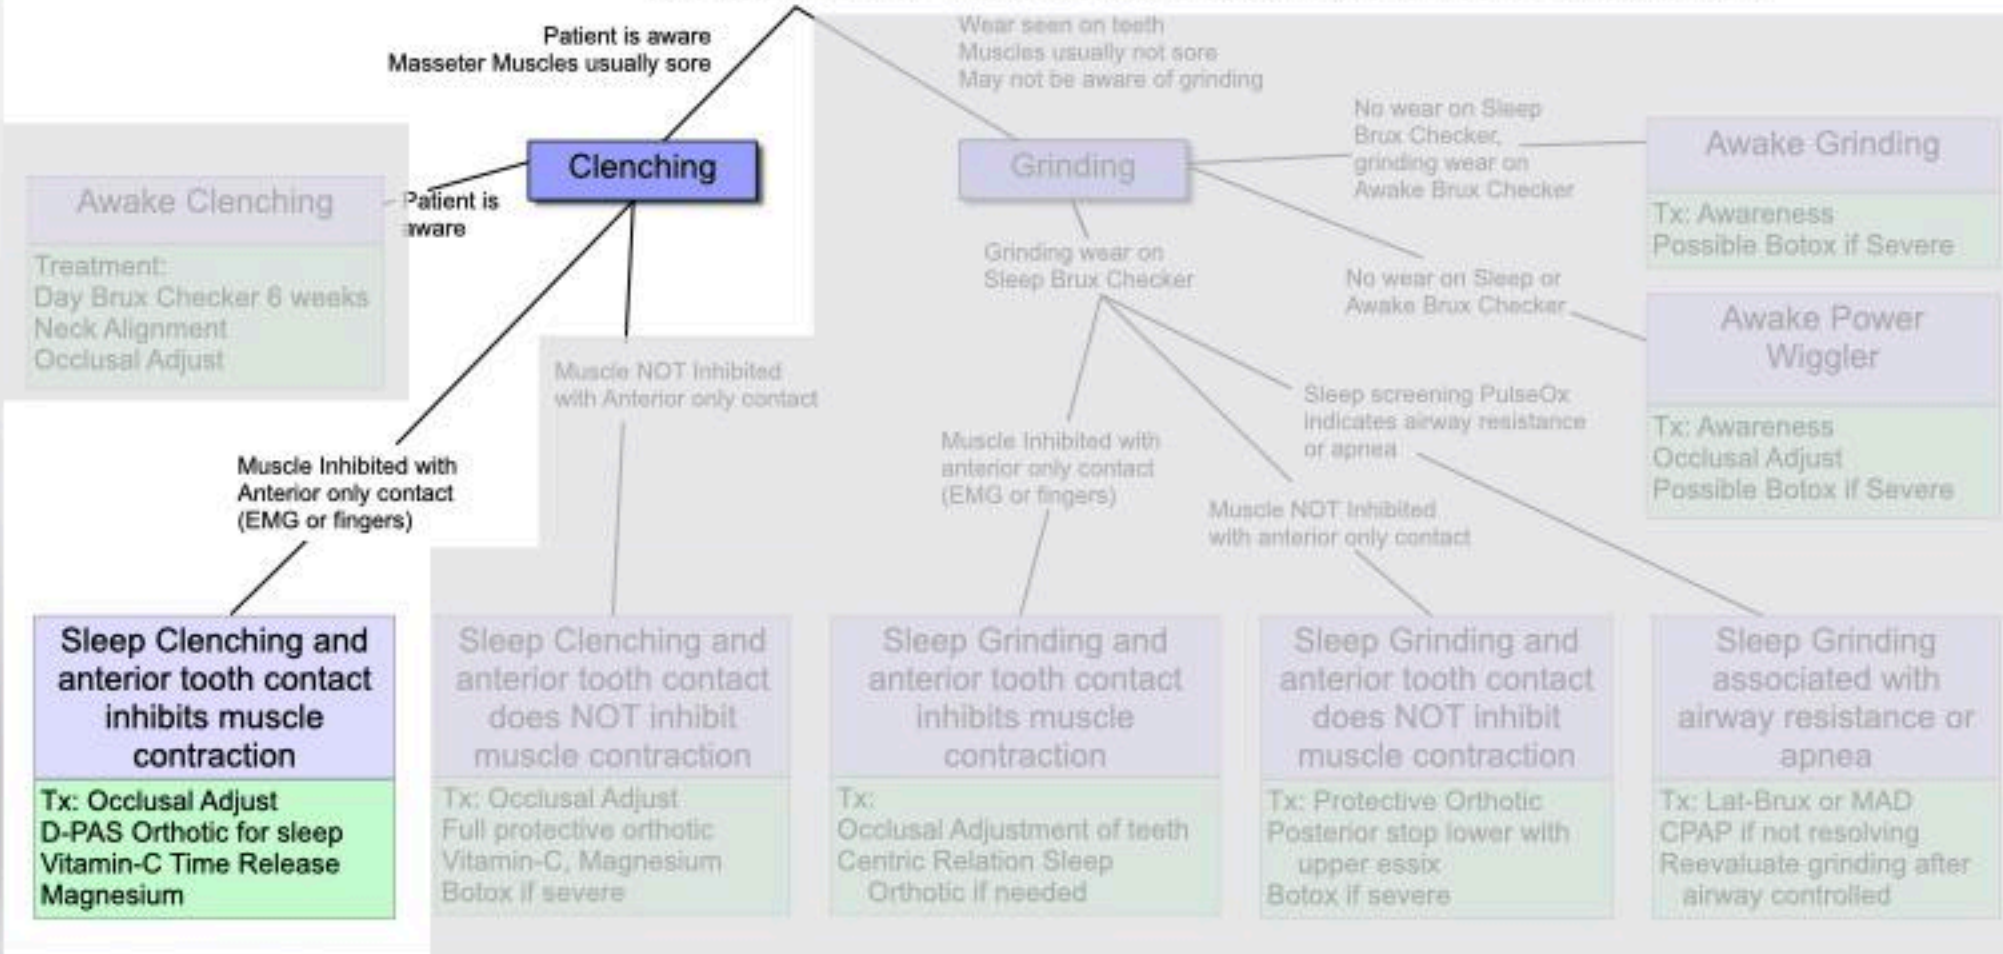 Patient is aware
Masseter Muscles usually sore
Wear seen on teeth
Muscles usually not sore
May not be aware of grinding
Clenching
Grinding
No wear on Sleep
Brux Checker,
grinding wear on
Awake Brux Checker
Awake Grinding
Tx: Awareness
Possible Botox if Severe
Awake Clenching
Treatment:
Day Brux Checker 6 weeks
Neck Alignment
Occlusal Adjust
Patient is
aware
Grinding wear on
Sleep Brux Checker
No wear on Sleep or
Awake Brux Checker
Awake Power
Wiggler
Tx: Awareness
Occlusal Adjust
Possible Botox if Severe
Muscle NOT Inhibited
with Anterior only contact
Sleep screening PulseOx
indicates airway resistance
or apnea
Muscle Inhibited with
Anterior only contact
(EMG or fingers)
Muscle Inhibited with
anterior only contact
(EMG or fingers)
Muscle NOT Inhibited
with anterior only contact
Sleep Clenching and
anterior tooth contact
inhibits muscle
contraction
Tx: Occlusal Adjust
D-PAS Orthotic for sleep
Vitamin-C Time Release
Magnesium
Sleep Clenching and
anterior tooth contact
does NOT inhibit
muscle contraction
Tx: Occlusal Adjust
Full protective orthotic
Vitamin-C, Magnesium
Botox if severe
Sleep Grinding and
anterior tooth contact
inhibits muscle
contraction
Tx:
Occlusal Adjustment of teeth
Centric Relation Sleep
Orthotic if needed
Sleep Grinding and
anterior tooth contact
does NOT inhibit
muscle contraction
Tx: Protective Orthotic
Posterior stop lower with
upper essix
Botox if severe
Sleep Grinding
associated with
airway resistance or
apnea
Tx: Lat-Brux or MAD
CPAP if not resolving
Reevaluate grinding after
airway controlled